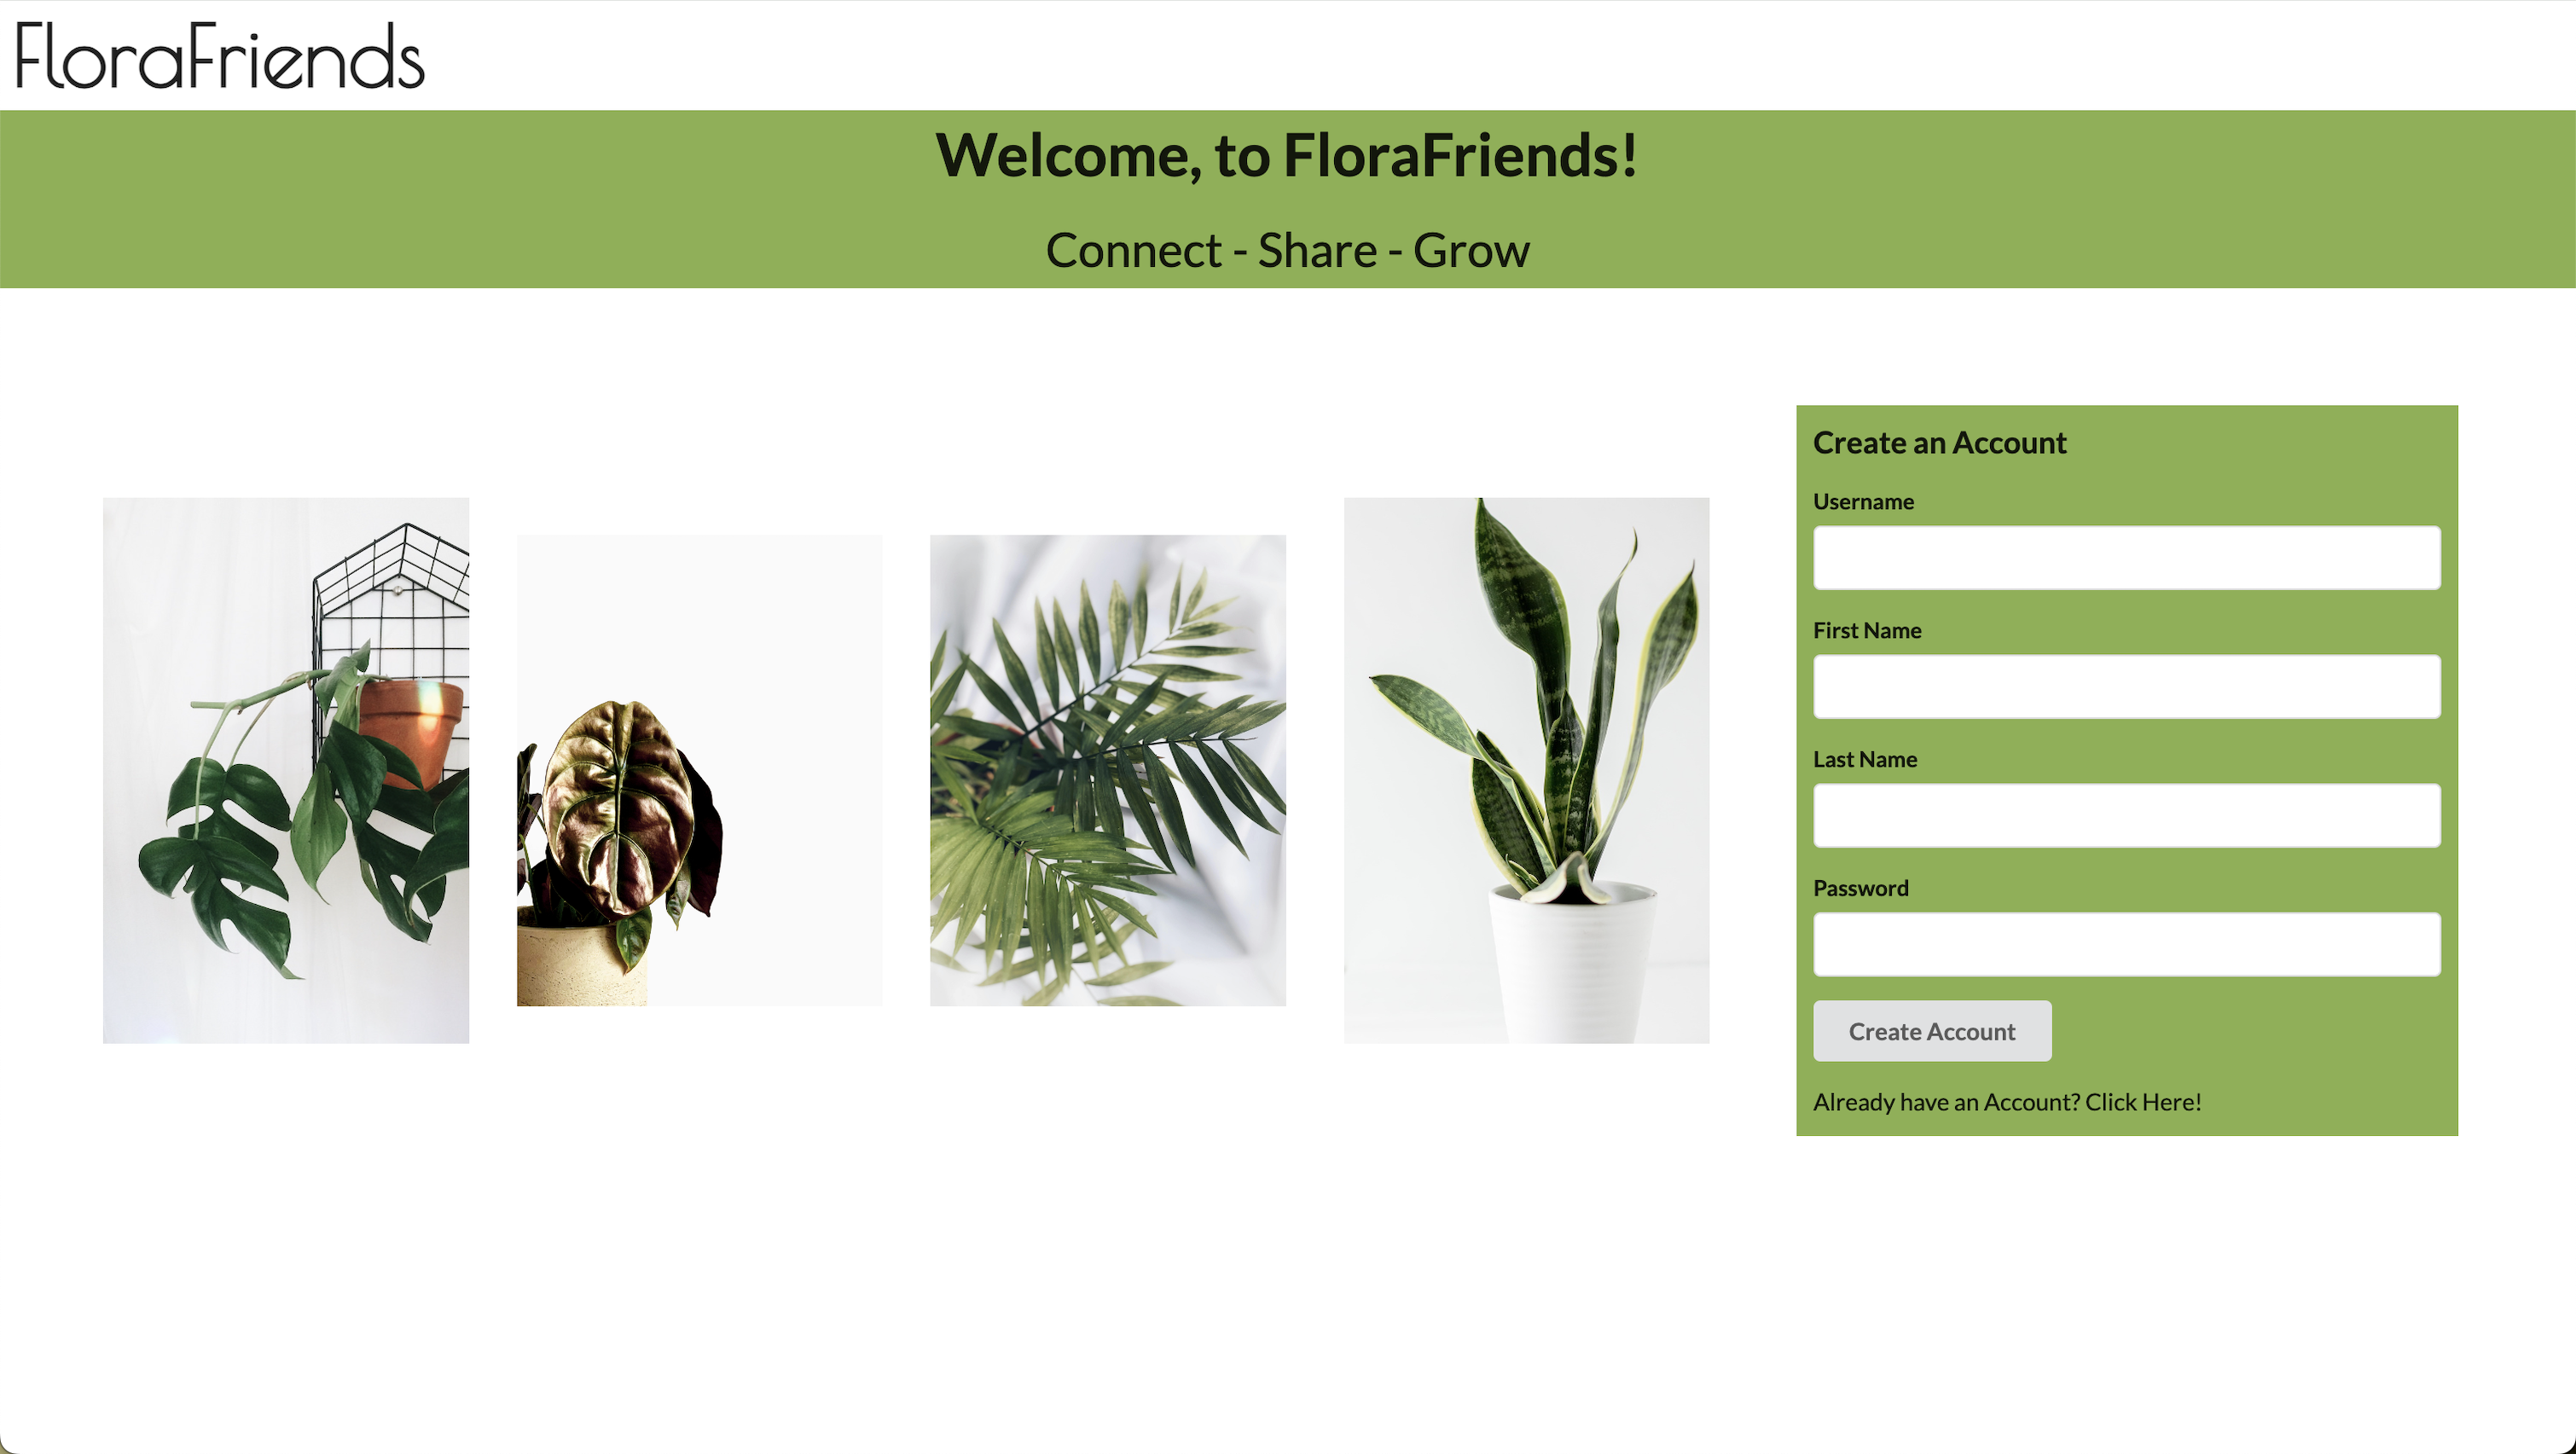 FloraFriends
Welcome, to FloraFriends!
Connect - Share - Grow
Create an Account
Username
First Name
Last Name
Password
Create Account
Already have an Account? Click Here!